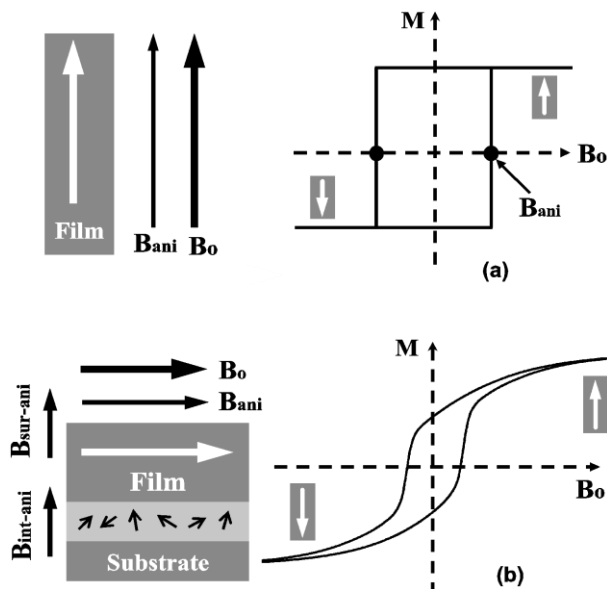 M
Film
Bani
Bo
Bo
Bani
(a)
M
Bo
Bani
Bsur-ani
Film
Bint-ani
Substrate
Bo
(b)